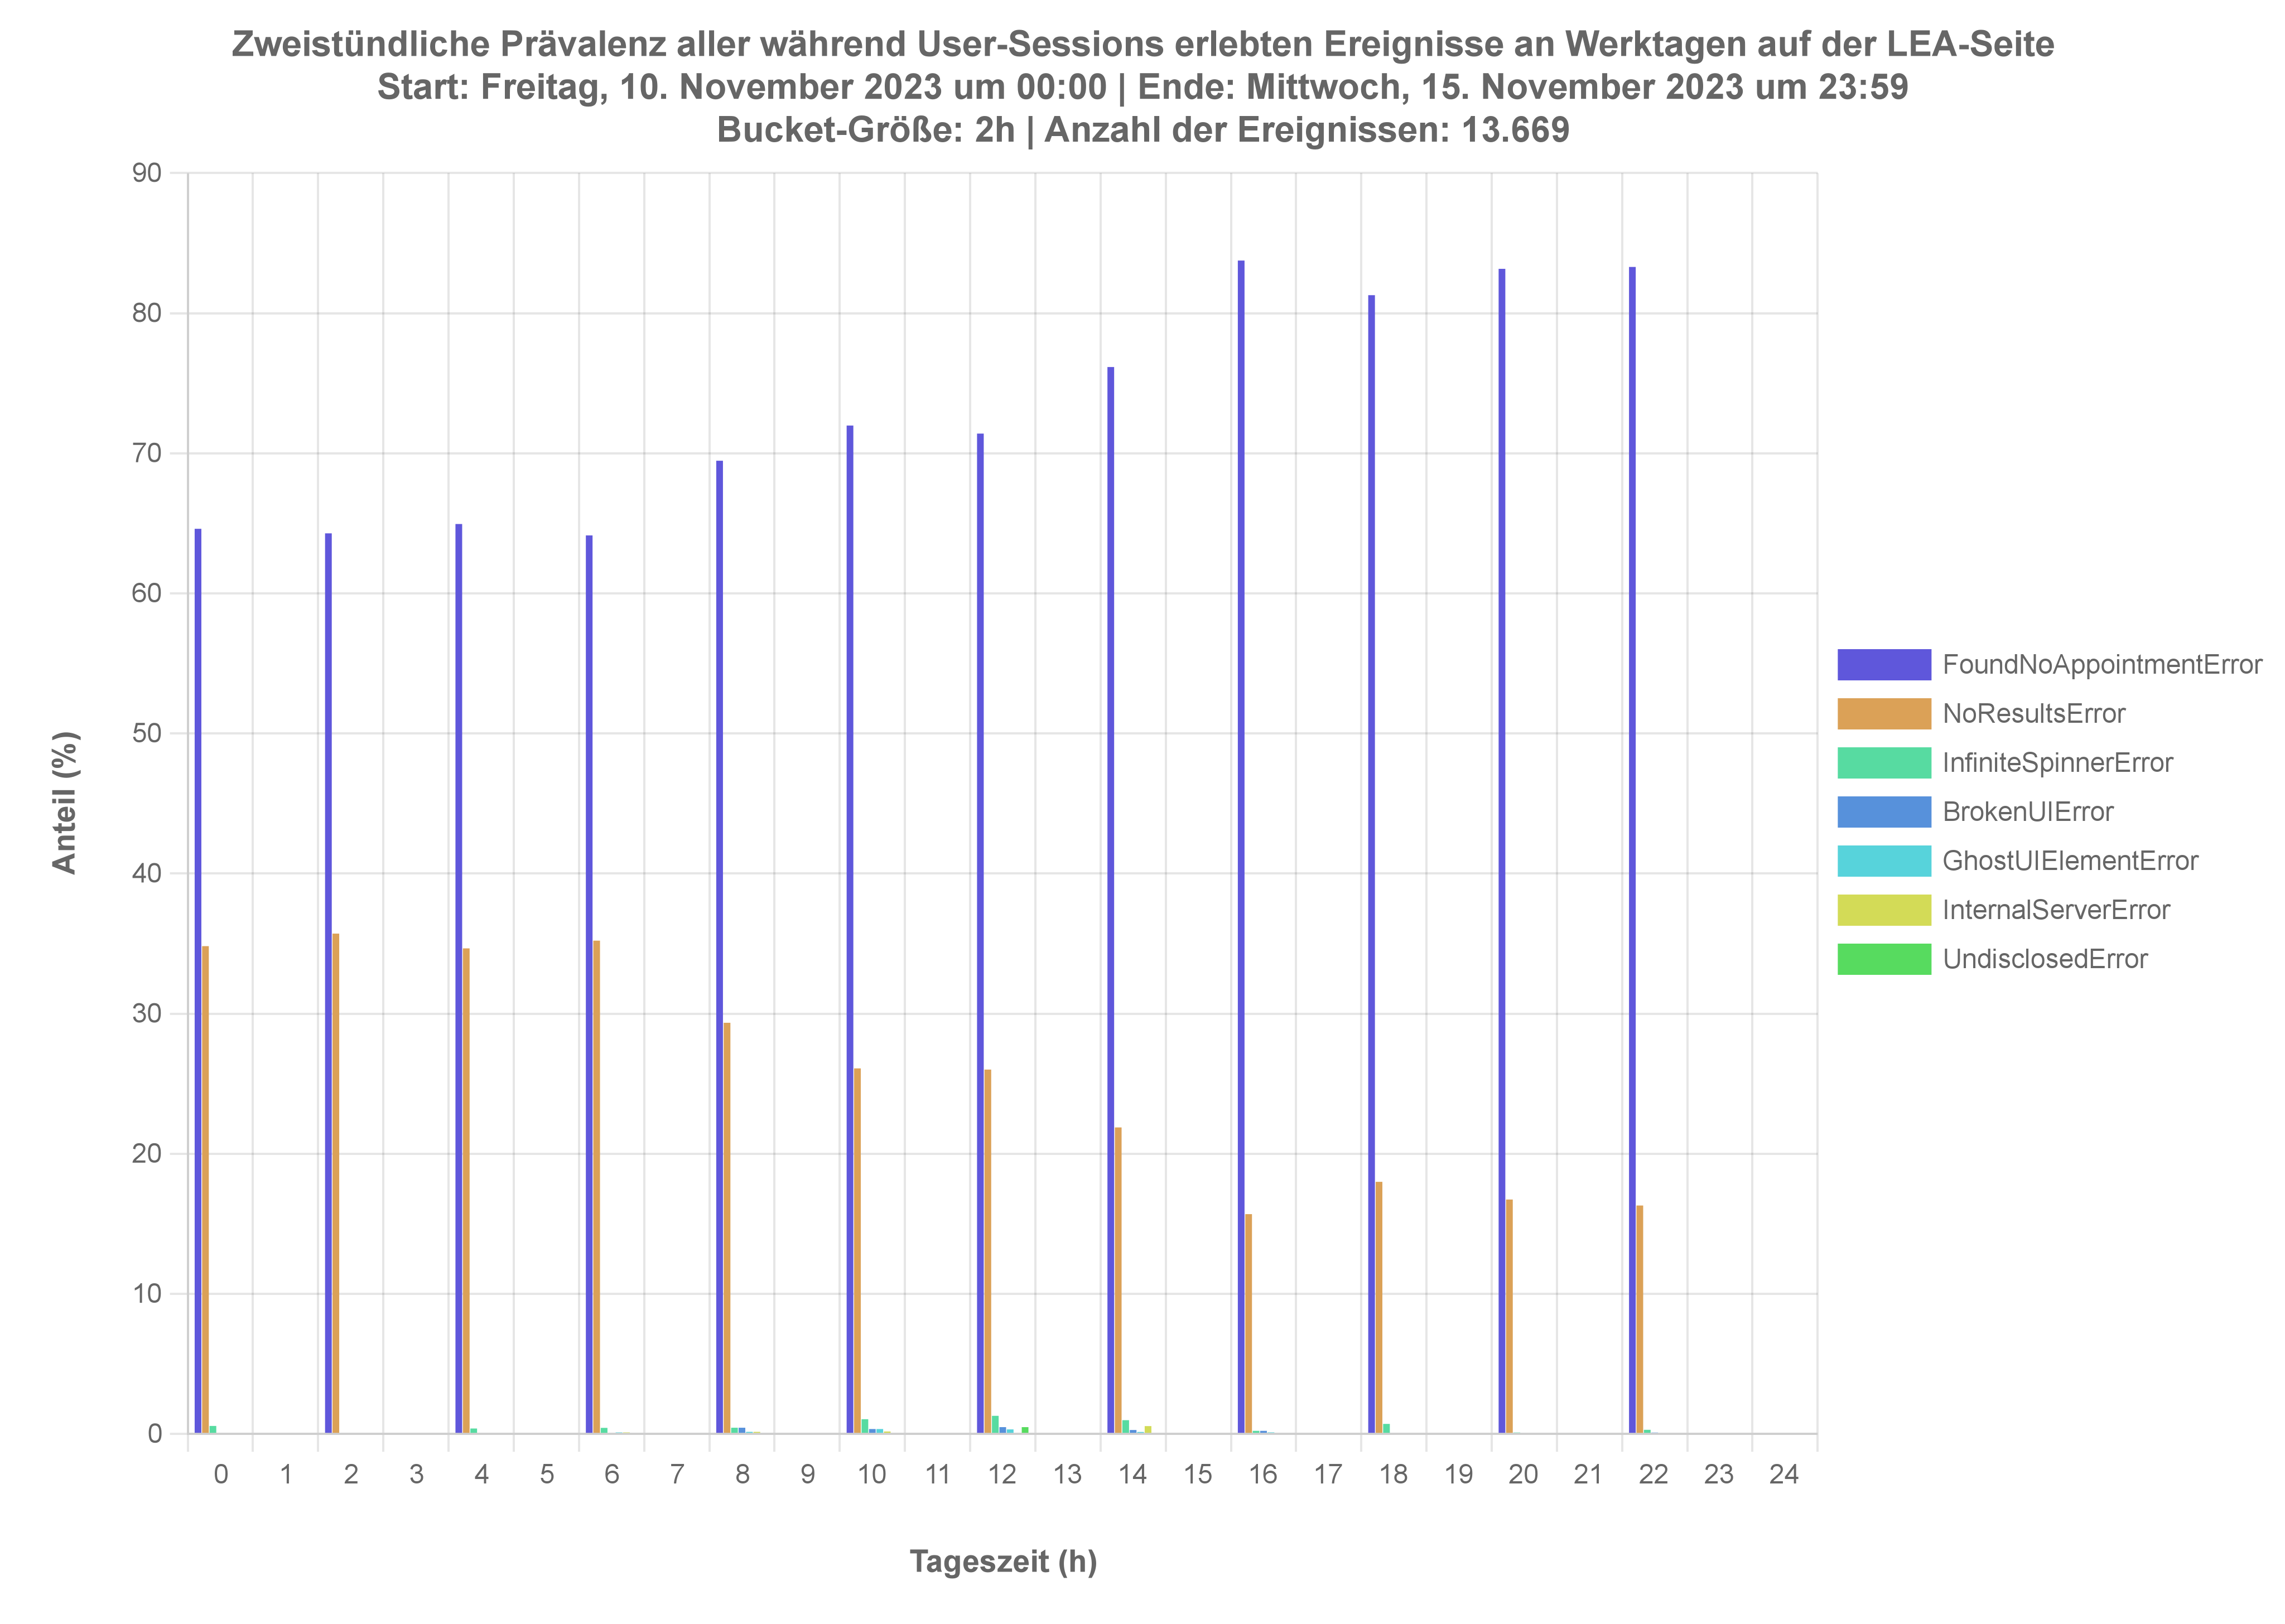 Zweistündliche Prävalenz aller während User-Sessions erlebten Ereignisse an Werktagen auf der LEA-Seite
Start: Freitag, 10. November 2023 um 00:00 | Ende: Mittwoch, 15. November 2023 um 23:59
Bucket-Größe: 2h | Anzahl der Ereignissen: 13.669
90
80
70
60
50
40
30
20
10
0
Anteil (%)
0 1 2 3 4 5 6 7 8 9 10 11 12 13 14 15 16 17 18 19 20 21 22 23 24
Tageszeit (h)
FoundNoAppointmentError
NoResultsError
InfiniteSpinnerError
BrokenUIError
GhostUIElementError
InternalServerError
UndisclosedError